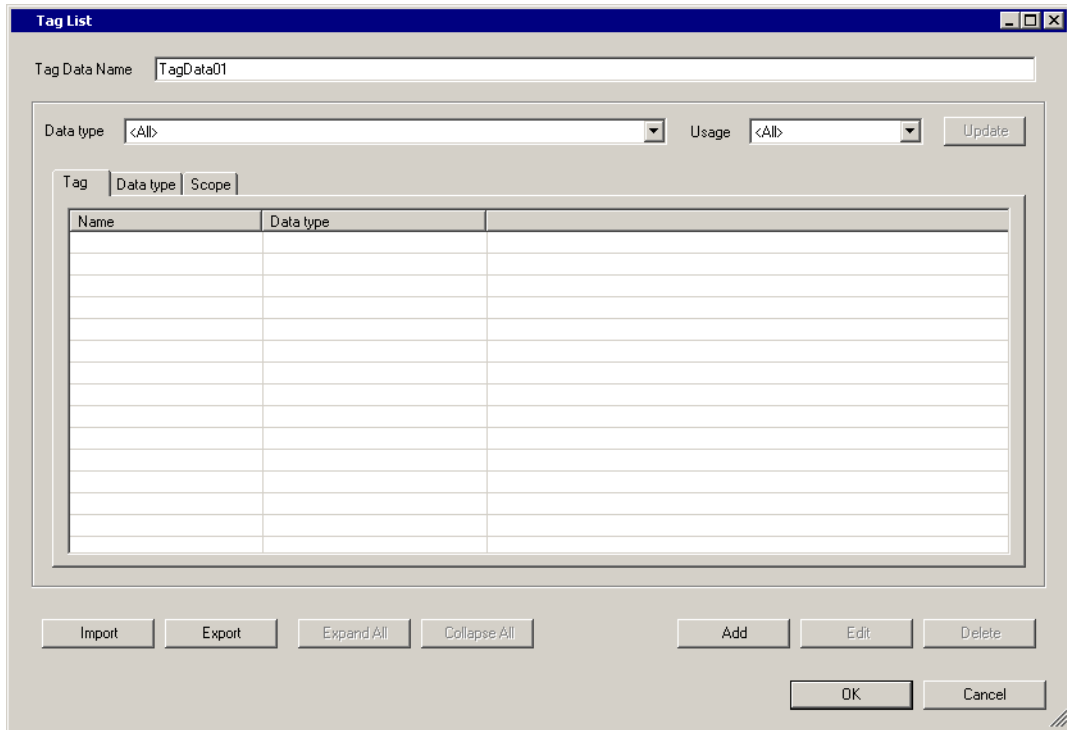 Tag List
Tag Data Name TagData01
Data type <All> Usage <All> Update
Tag Data type Scope
Name Data type
Import Export Expand All Collapse All Add Edit Delete
OK Cancel